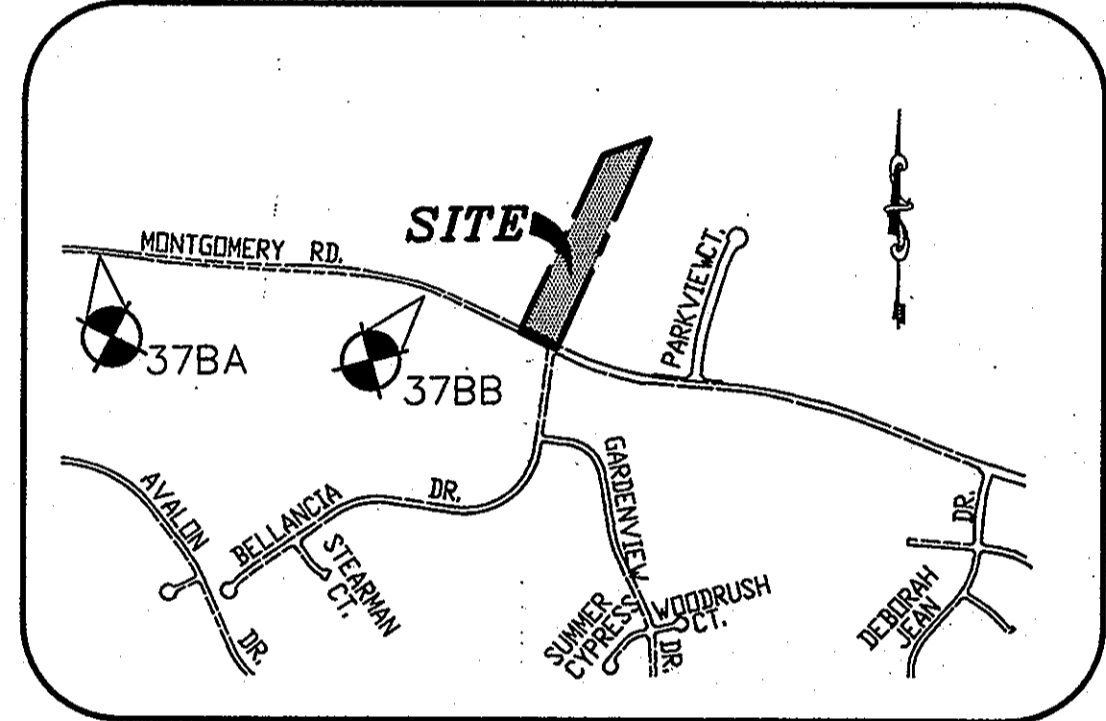 SITE
MONTGOMERY RD.
PARKVIEW CT.
37BA
37BB
AVALON
DR.
BELLANCIA
DR.
STEARMAN
CT.
GARDENVIEW
DR.
SUMMER
CYPRESS
WOODRUSH
CT.
DEBORAH
JEAN
DR.